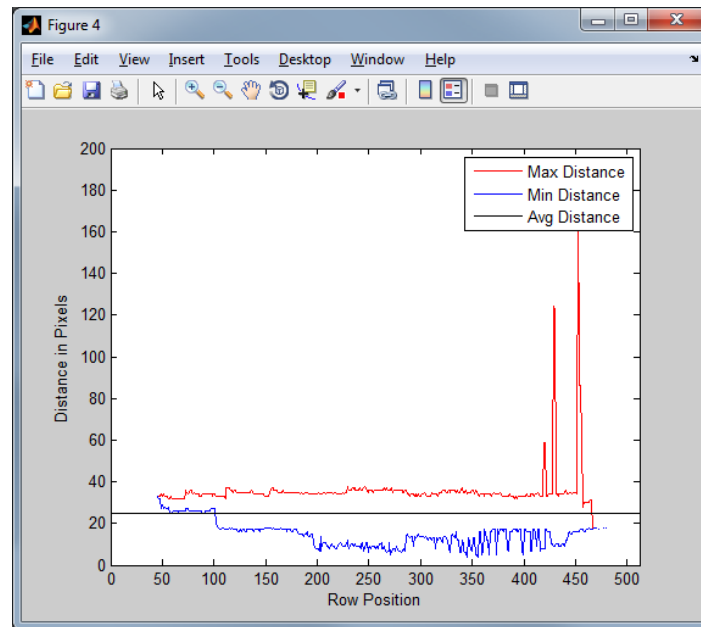 Figure 4
File Edit View Insert Tools Desktop Window Help
200
180
160
140
120
100
80
60
40
20
0
Distance in Pixels
Max Distance
Min Distance
Avg Distance
0 50 100 150 200 250 300 350 400 450 500
Row Position